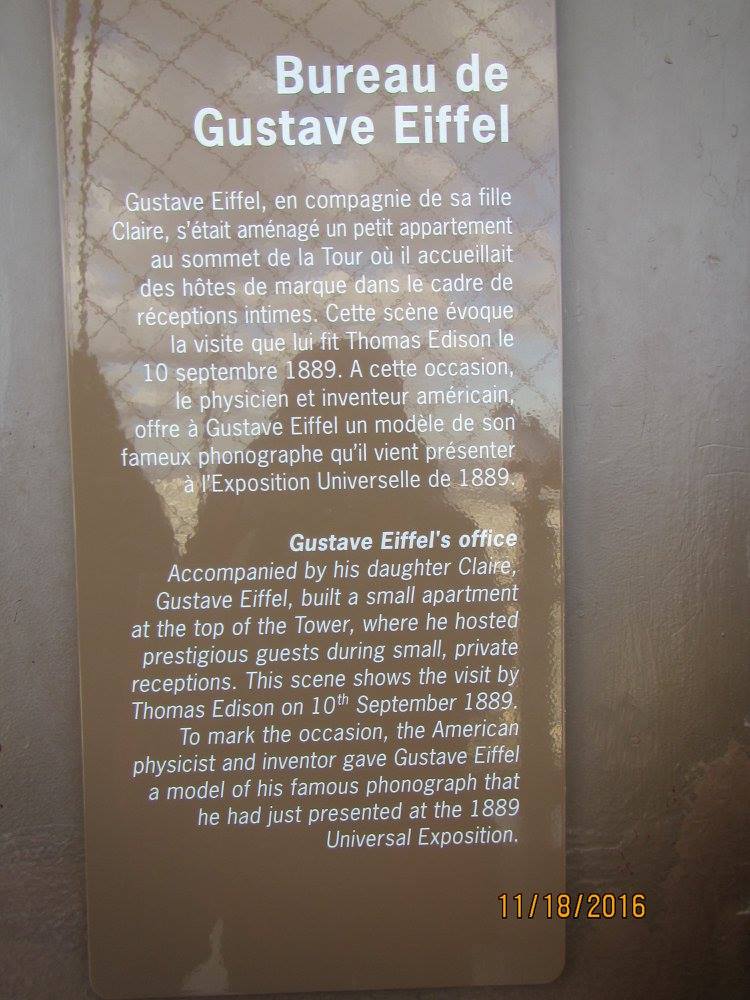 Bureau de
Gustave Eiffel
Gustave Eiffel, en compagnie de sa fille
Claire, s'était aménagé un petit appartement
au sommet de la Tour où il accueillait
des hôtes de marque dans le cadre de
réceptions intimes. Cette scène évoque
la visite que lui fit Thomas Edison le
10 septembre 1889. A cette occasion,
le physicien et inventeur américain,
offre à Gustave Eiffel un modèle de son
fameux phonographe qu'il vient présenter
à l'Exposition Universelle de 1889.
Gustave Eiffel's office
Accompanied by his daughter Claire,
Gustave Eiffel, built a small apartment
at the top of the Tower, where he hosted
prestigious guests during small, private
receptions. This scene shows the visit by
Thomas Edison on 10th September 1889.
To mark the occasion, the American
physicist and inventor gave Gustave Eiffel
a model of his famous phonograph that
he had just presented at the 1889
Universal Exposition.
11/18/2016